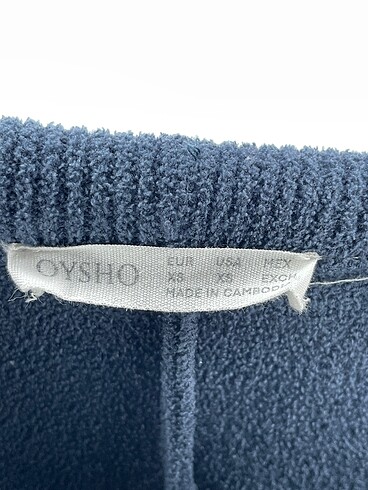 OYSHO
EUR USA MEX
XS XS EXCH
MADE IN CAMBODIA